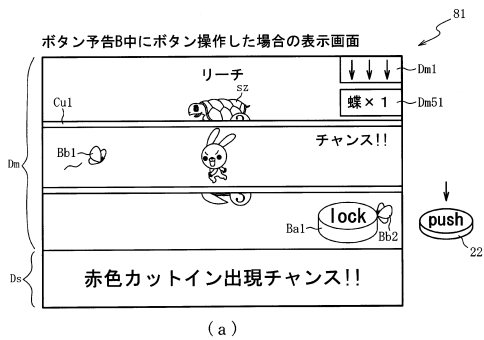 81
ボタン予告B中にボタン操作した場合の表示画面
リーチ
sz
Dm1
Cu1
蝶×1
Dm51
チャンス!!
Bb1
Dm
lock
Ba1
Bb2
push
22
Ds
赤色カットイン出現チャンス!!
(a)